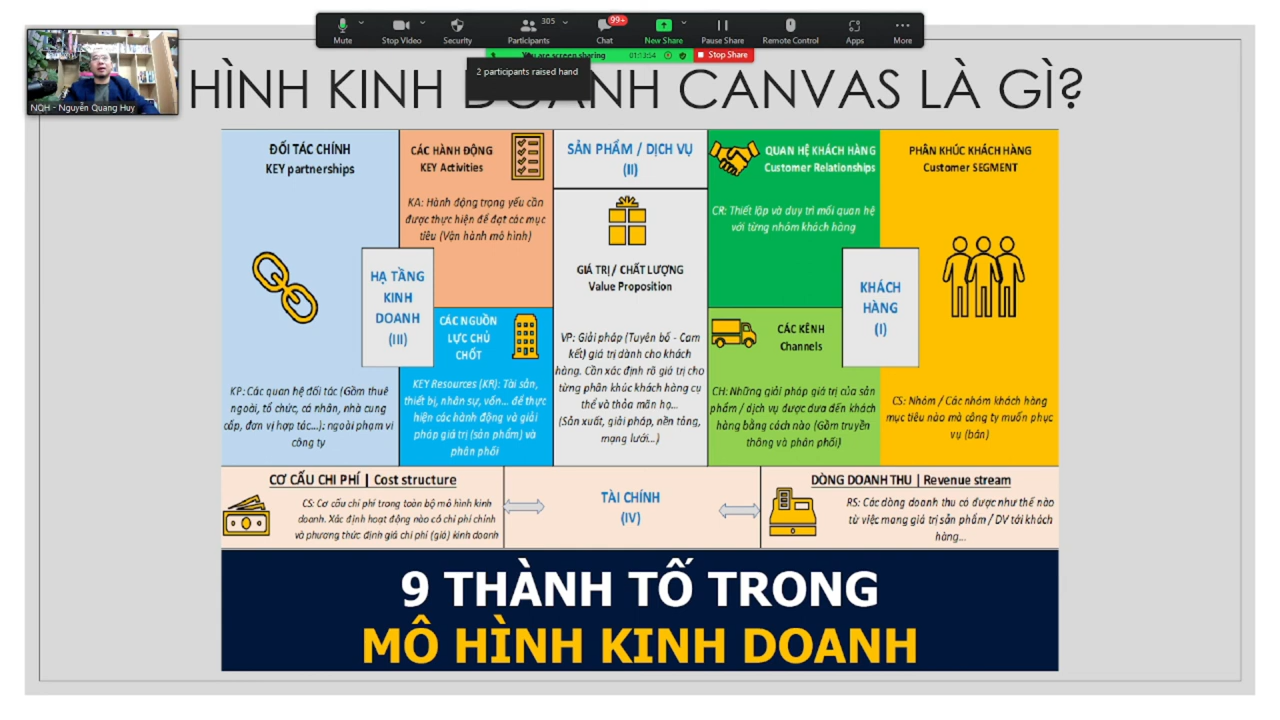 305
99+
Mute
Stop Video
Security
Participants
Chat
New Share
Pause Share
Remote Control
Apps
More
You are screen sharing
Stop Share
2 participants raised hand
NQH - Nguyễn Quang Huy
HÌNH KINH DOANH CANVAS LÀ GÌ?
ĐỐI TÁC CHÍNH
KEY partnerships
KP: Các quan hệ đối tác (Gồm thuê
ngoài, tổ chức, cá nhân, nhà cung
cấp, đơn vị hợp tác...): ngoài phạm vi
công ty
CÁC HÀNH ĐỘNG
KEY Activities
KA: Hành động trọng yếu cần
được thực hiện để đạt các mục
tiêu (Vận hành mô hình)
HẠ TẦNG
KINH
DOANH
(III)
CÁC NGUỒN
LỰC CHỦ
CHỐT
KEY Resources (KR): Tài sản,
thiết bị, nhân sự, vốn... để thực
hiện các hành động và giải
pháp giá trị (sản phẩm) và
phân phối
SẢN PHẨM / DỊCH VỤ
(II)
GIÁ TRỊ / CHẤT LƯỢNG
Value Proposition
VP: Giải pháp (Tuyên bố - Cam
kết) giá trị dành cho khách
hàng. Cần xác định rõ giá trị cho
từng phân khúc khách hàng cụ
thể và thỏa mãn họ...
(Sản xuất, giải pháp, nền tảng,
mạng lưới...)
QUAN HỆ KHÁCH HÀNG
Customer Relationships
CR: Thiết lập và duy trì mối quan hệ
với từng nhóm khách hàng
CÁC KÊNH
Channels
CH: Những giải pháp giá trị của sản
phẩm / dịch vụ được đưa đến khách
hàng bằng cách nào (Gồm truyền
thông và phân phối)
KHÁCH
HÀNG
(I)
PHÂN KHÚC KHÁCH HÀNG
Customer SEGMENT
CS: Nhóm / Các nhóm khách hàng
mục tiêu nào mà công ty muốn phục
vụ (bán)
CƠ CẤU CHI PHÍ | Cost structure
CS: Cơ cấu chi phí trong toàn bộ mô hình kinh
doanh. Xác định hoạt động nào có chi phí chính
và phương thức định giá chi phí (giá) kinh doanh
TÀI CHÍNH
(IV)
DÒNG DOANH THU | Revenue stream
RS: Các dòng doanh thu có được như thế nào
từ việc mang giá trị sản phẩm / DV tới khách
hàng...
9 THÀNH TỐ TRONG
MÔ HÌNH KINH DOANH